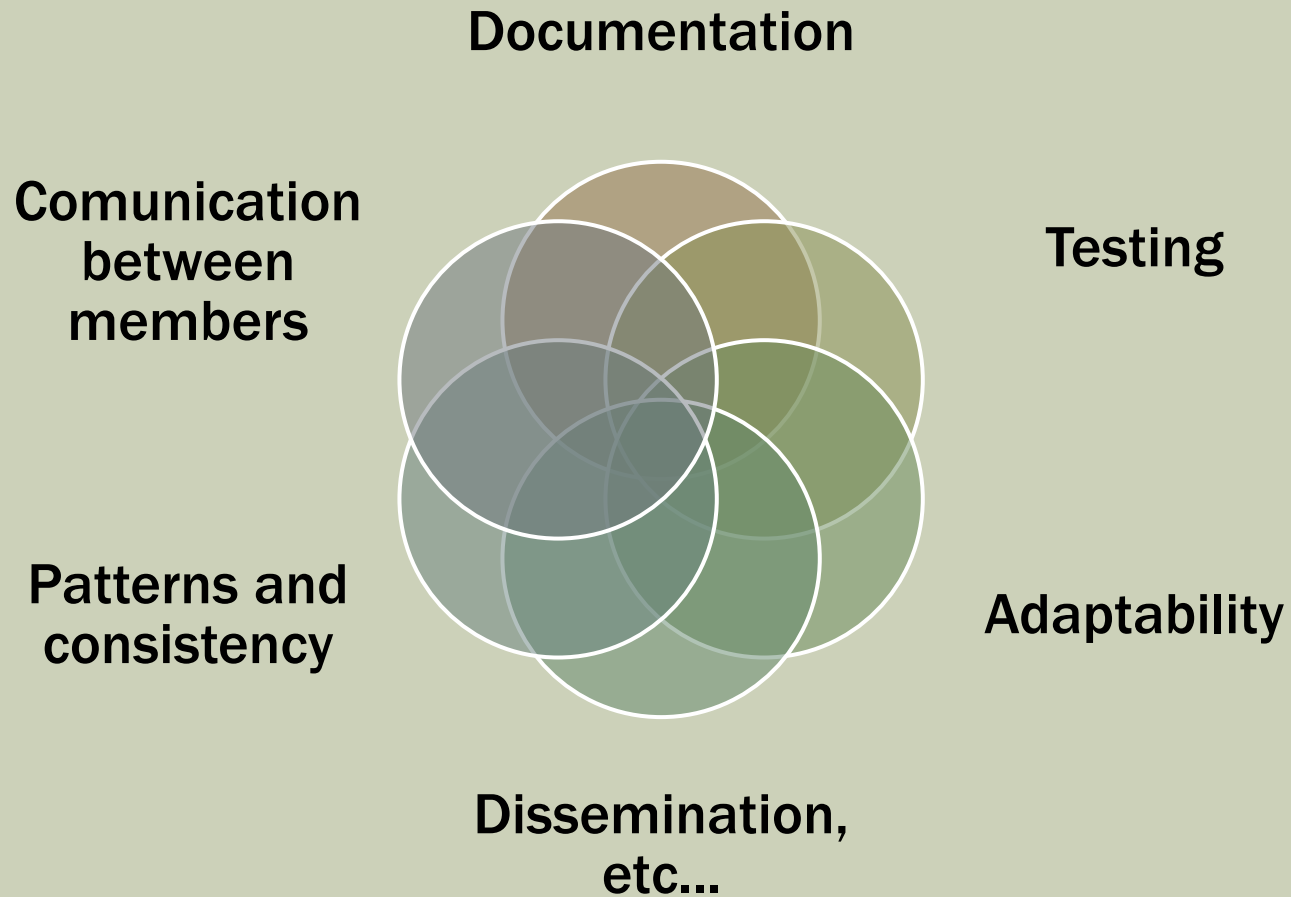 Documentation
Comunication
between
members
Testing
Patterns and
consistency
Adaptability
Dissemination,
etc...